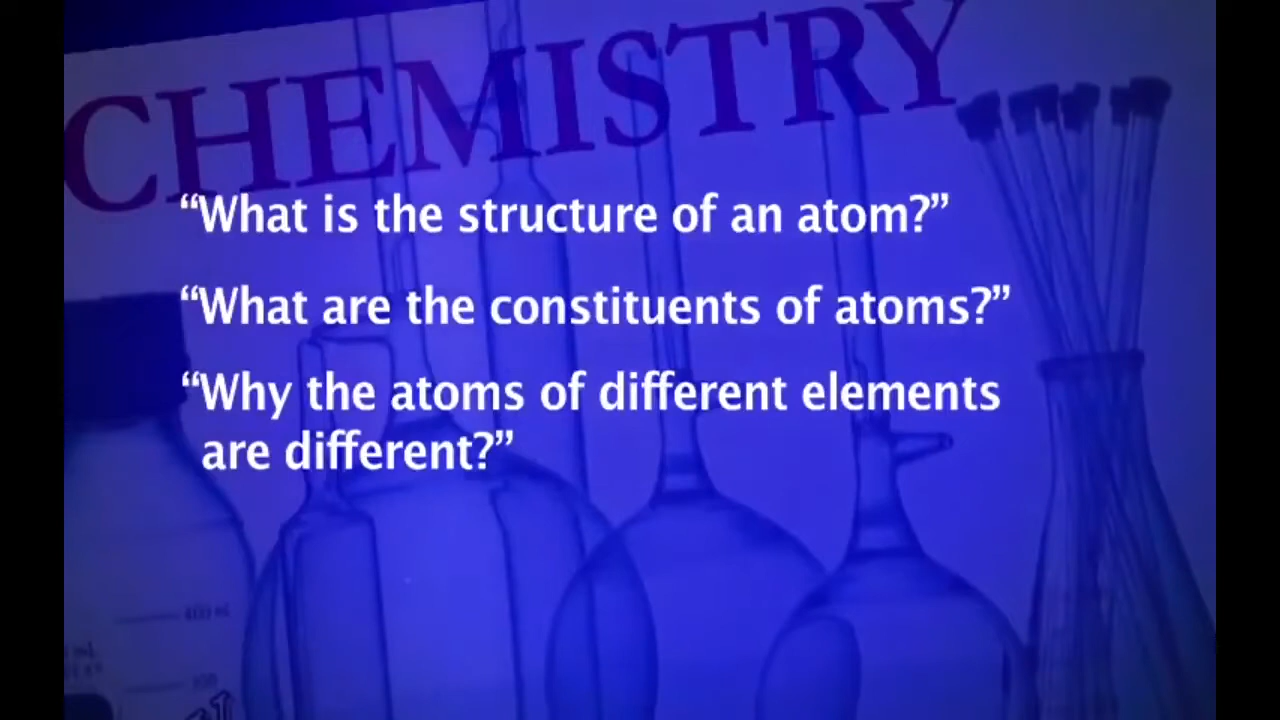 CHEMISTRY
“What is the structure of an atom?”
“What are the constituents of atoms?”
“Why the atoms of different elements
are different?”